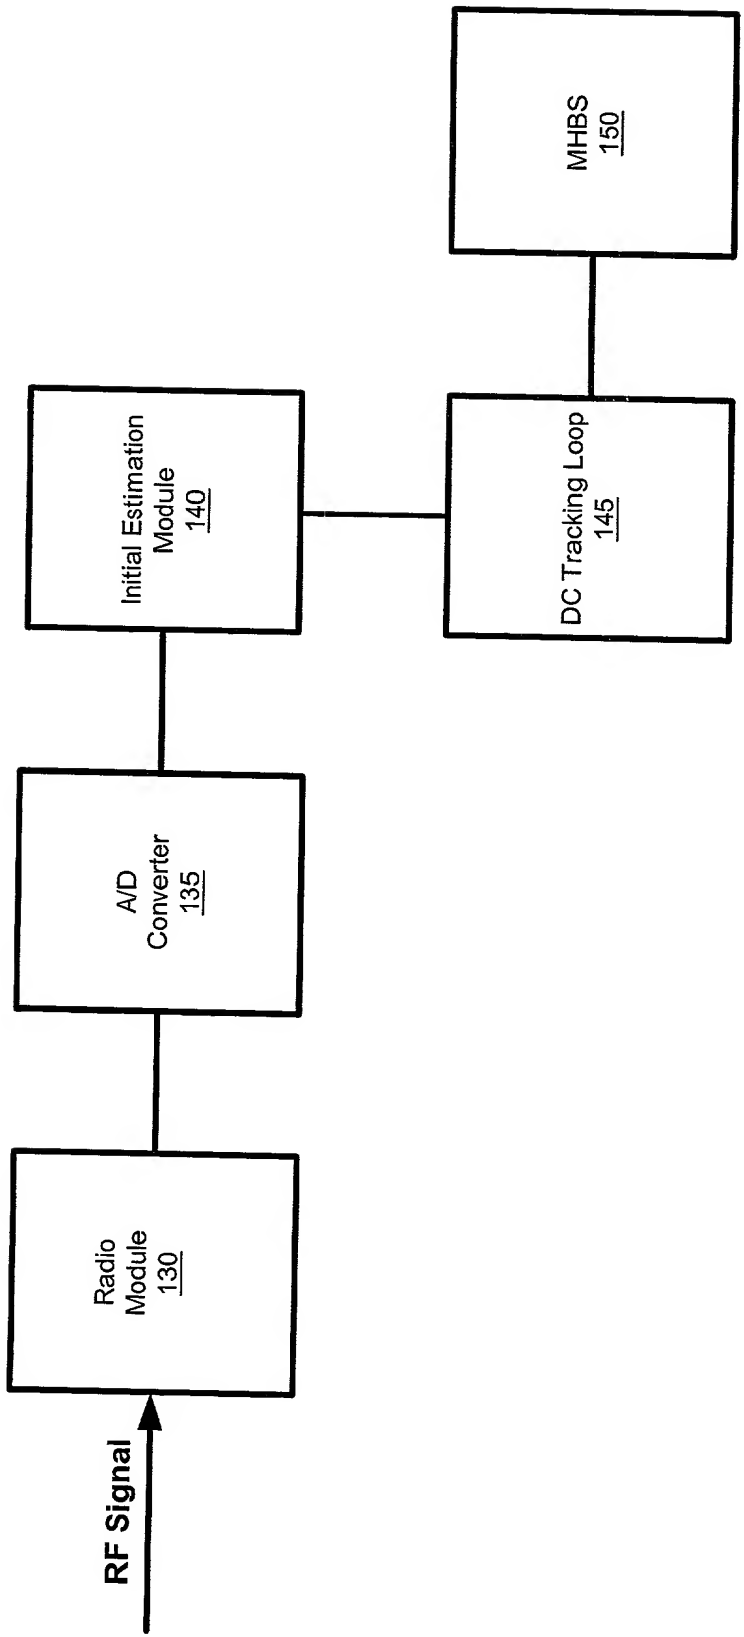 RF Signal
Radio
Module
130
A/D
Converter
135
Initial Estimation
Module
140
DC Tracking Loop
145
MHBS
150